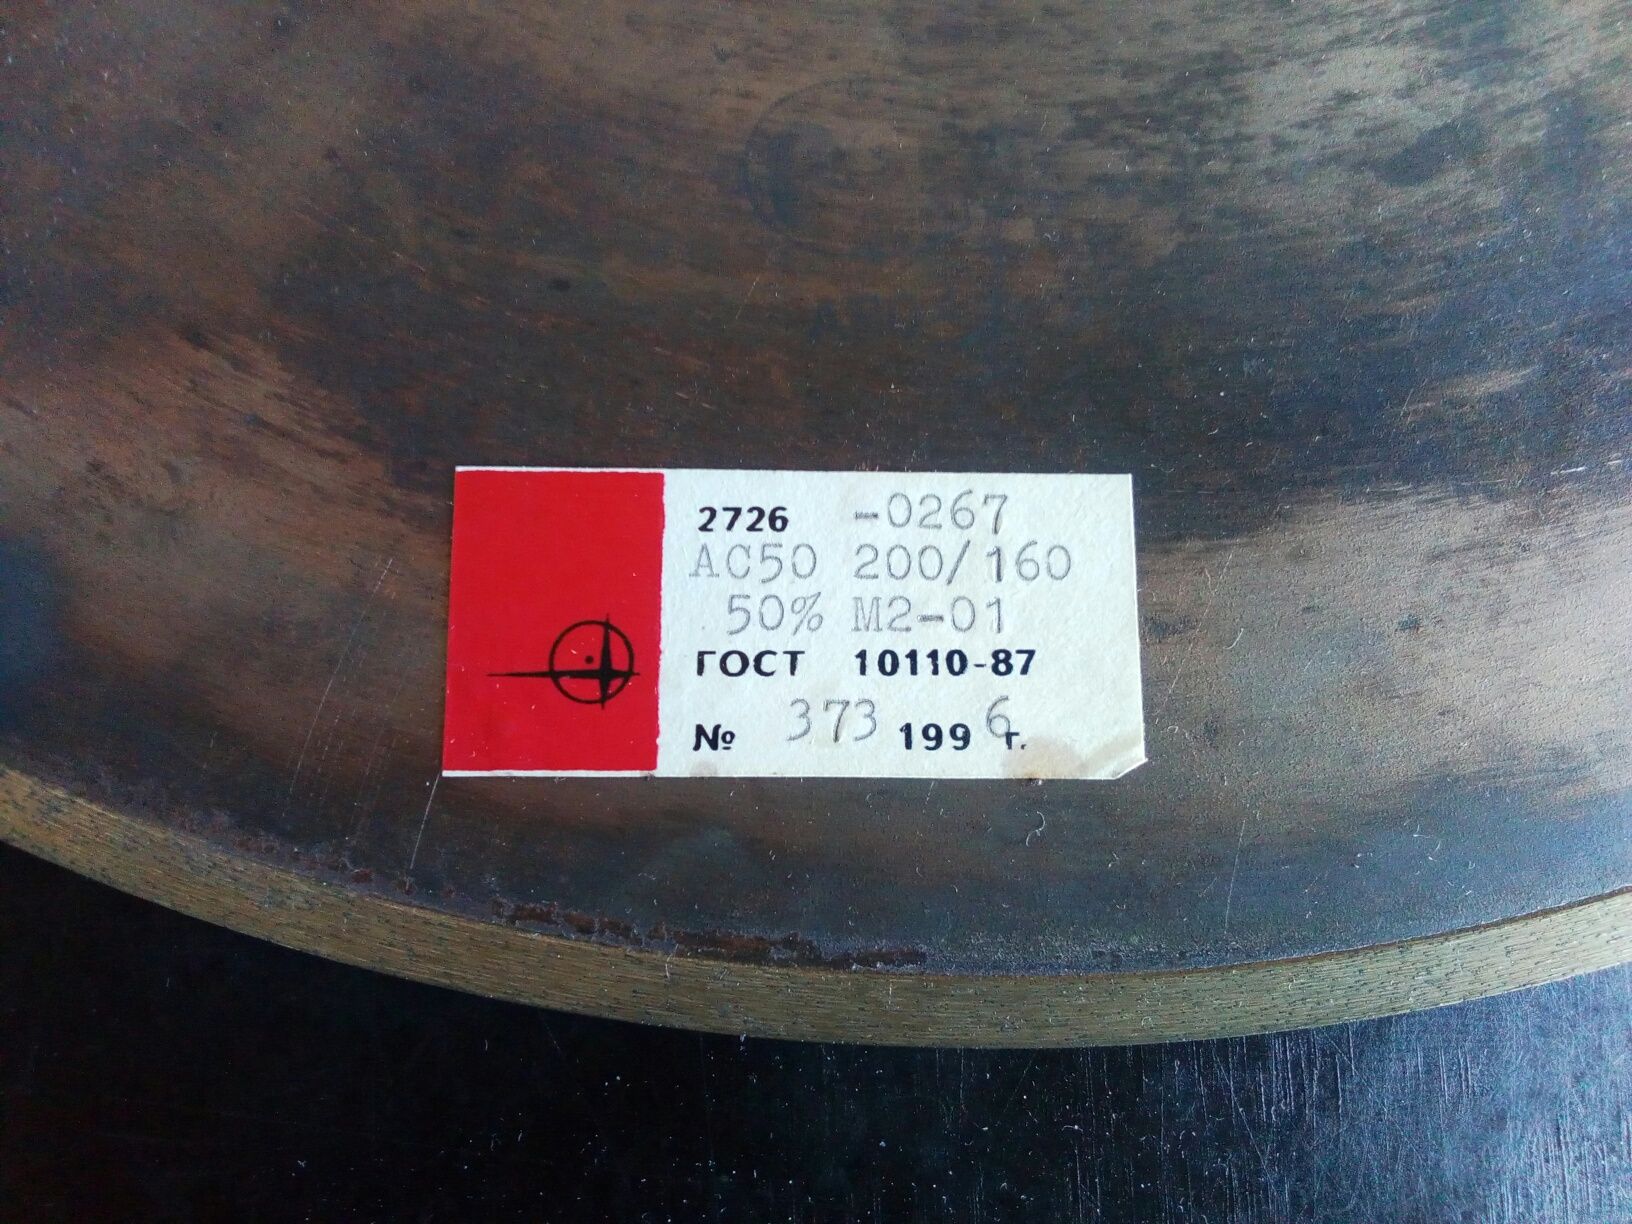 2726 -0267
АС50 200/160
50% М2-01
ГОСТ 10110-87
№ 373 1996 г.